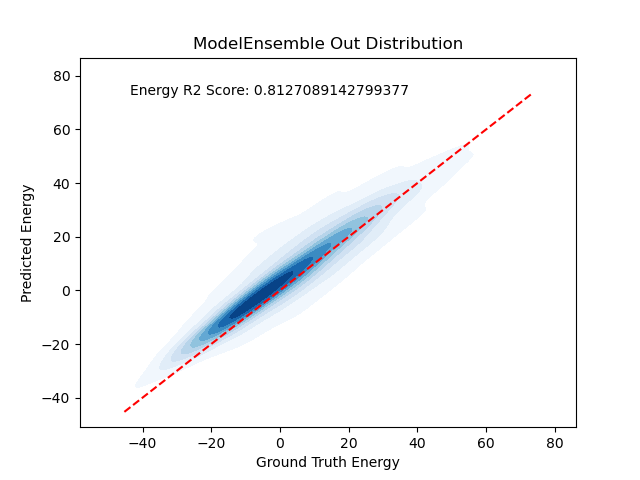 ModelEnsemble Out Distribution
Energy R2 Score: 0.8127089142799377
80
60
40
20
0
−20
−40
Predicted Energy
−40 −20 0 20 40 60 80
Ground Truth Energy